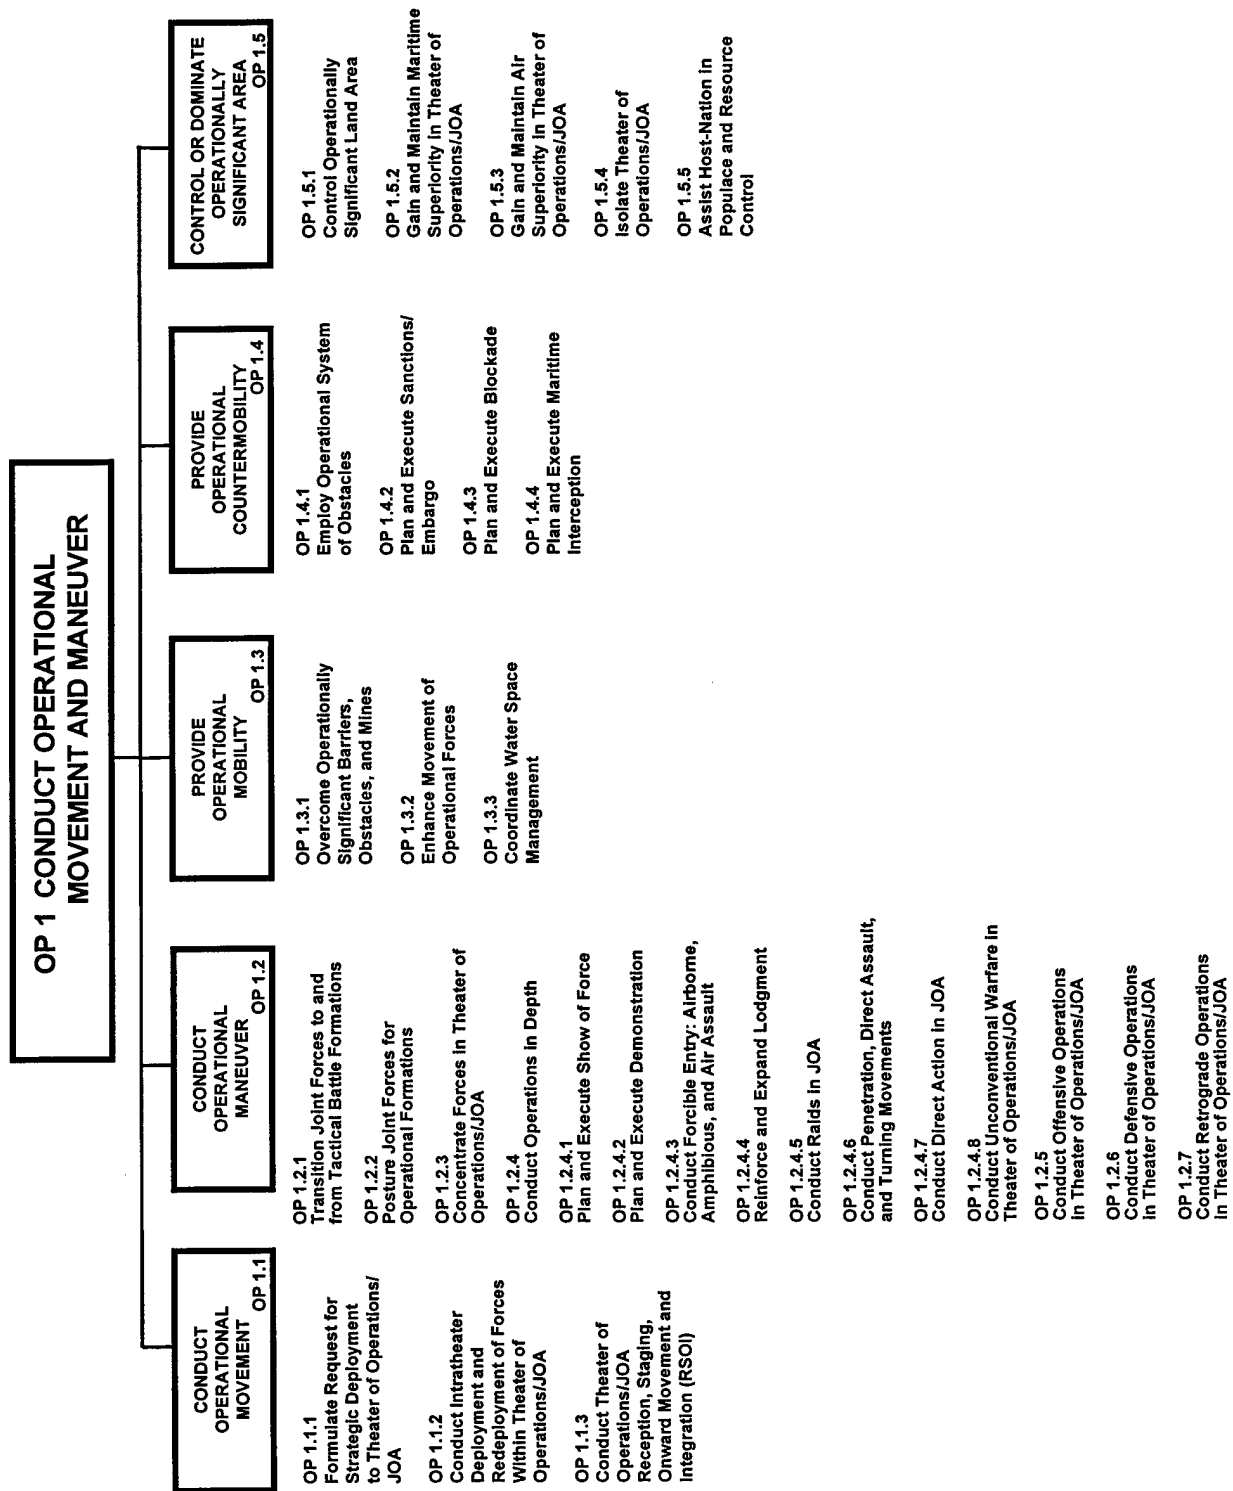 OP 1 CONDUCT OPERATIONAL
MOVEMENT AND MANEUVER
CONDUCT
OPERATIONAL
MOVEMENT
OP 1.1
OP 1.1.1
Formulate Request for
Strategic Deployment
to Theater of Operations/
JOA
OP 1.1.2
Conduct Intratheater
Deployment and
Redeployment of Forces
Within Theater of
Operations/JOA
OP 1.1.3
Conduct Theater of
Operations/JOA
Reception, Staging,
Onward Movement and
Integration (RSOI)
CONDUCT
OPERATIONAL
MANEUVER
OP 1.2
OP 1.2.1
Transition Joint Forces to and
from Tactical Battle Formations
OP 1.2.2
Posture Joint Forces for
Operational Formations
OP 1.2.3
Concentrate Forces in Theater of
Operations/JOA
OP 1.2.4
Conduct Operations in Depth
OP 1.2.4.1
Plan and Execute Show of Force
OP 1.2.4.2
Plan and Execute Demonstration
OP 1.2.4.3
Conduct Forcible Entry: Airborne,
Amphibious, and Air Assault
OP 1.2.4.4
Reinforce and Expand Lodgment
OP 1.2.4.5
Conduct Raids in JOA
OP 1.2.4.6
Conduct Penetration, Direct Assault,
and Turning Movements
OP 1.2.4.7
Conduct Direct Action in JOA
OP 1.2.4.8
Conduct Unconventional Warfare in
Theater of Operations/JOA
OP 1.2.5
Conduct Offensive Operations
in Theater of Operations/JOA
OP 1.2.6
Conduct Defensive Operations
in Theater of Operations/JOA
OP 1.2.7
Conduct Retrograde Operations
in Theater of Operations/JOA
PROVIDE
OPERATIONAL
MOBILITY
OP 1.3
OP 1.3.1
Overcome Operationally
Significant Barriers,
Obstacles, and Mines
OP 1.3.2
Enhance Movement of
Operational Forces
OP 1.3.3
Coordinate Water Space
Management
PROVIDE
OPERATIONAL
COUNTERMOBILITY
OP 1.4
OP 1.4.1
Employ Operational System
of Obstacles
OP 1.4.2
Plan and Execute Sanctions/
Embargo
OP 1.4.3
Plan and Execute Blockade
OP 1.4.4
Plan and Execute Maritime
Interception
CONTROL OR DOMINATE
OPERATIONALLY
SIGNIFICANT AREA
OP 1.5
OP 1.5.1
Control Operationally
Significant Land Area
OP 1.5.2
Gain and Maintain Maritime
Superiority in Theater of
Operations/JOA
OP 1.5.3
Gain and Maintain Air
Superiority in Theater of
Operations/JOA
OP 1.5.4
Isolate Theater of
Operations/JOA
OP 1.5.5
Assist Host-Nation in
Populace and Resource
Control